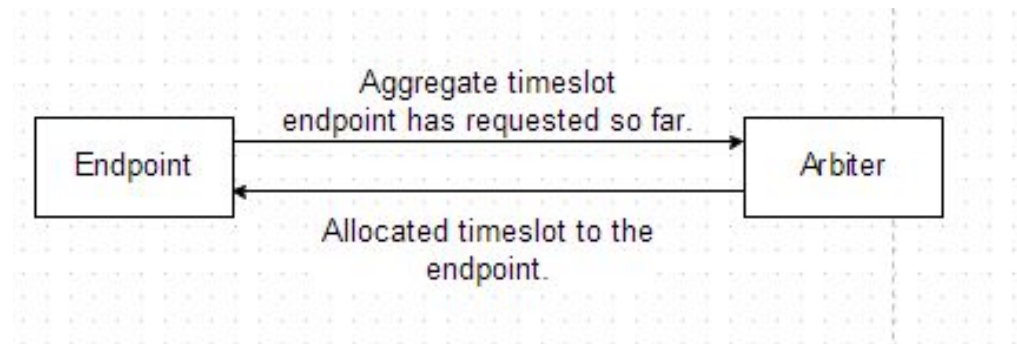 Aggregate timeslot
endpoint has requested so far.
Endpoint
Arbiter
Allocated timeslot to the
endpoint.